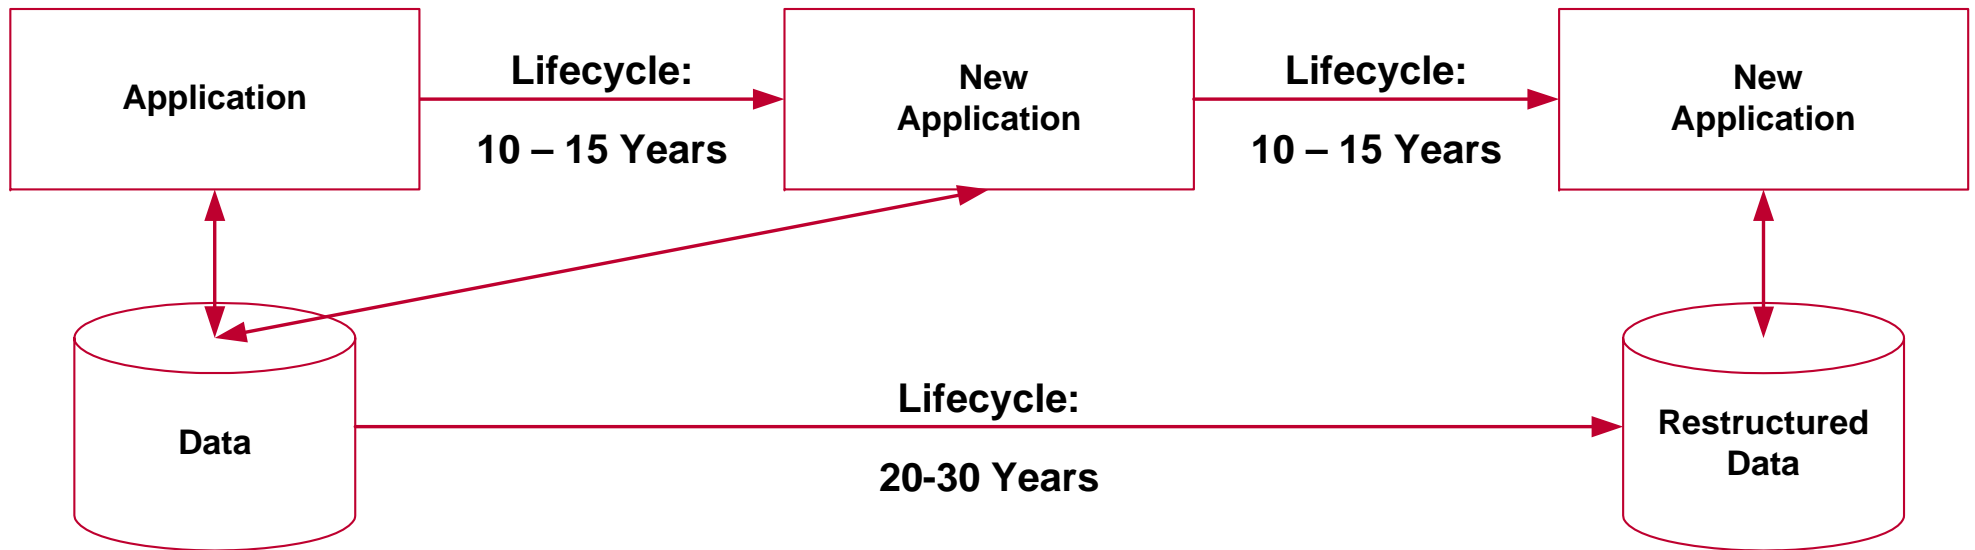 Application
Lifecycle:
10 – 15 Years
New
Application
Lifecycle:
10 – 15 Years
New
Application
Data
Lifecycle:
20-30 Years
Restructured
Data